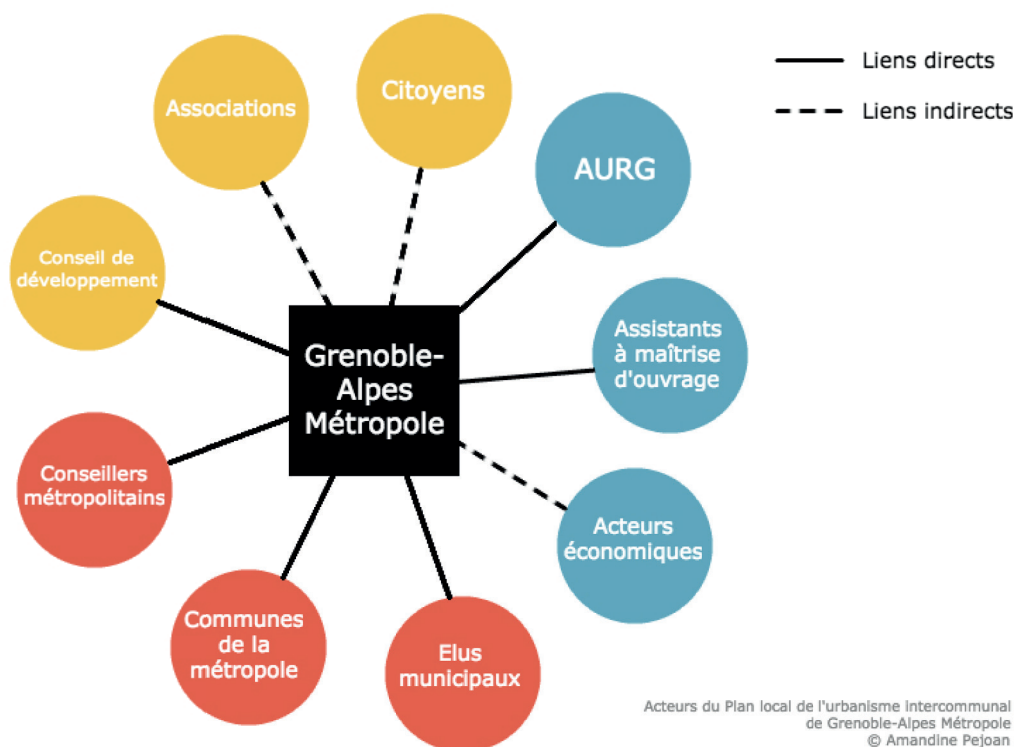 Citoyens
Associations
AURG
Liens directs
Liens indirects
Conseil de
développement
Grenoble-
Alpes
Métropole
Assistants
à maîtrise
d'ouvrage
Conseillers
métropolitains
Acteurs
économiques
Communes
de la
métropole
Elus
municipaux
Acteurs du Plan local de l'urbanisme intercommunal
de Grenoble-Alpes Métropole
© Amandine Pejoan